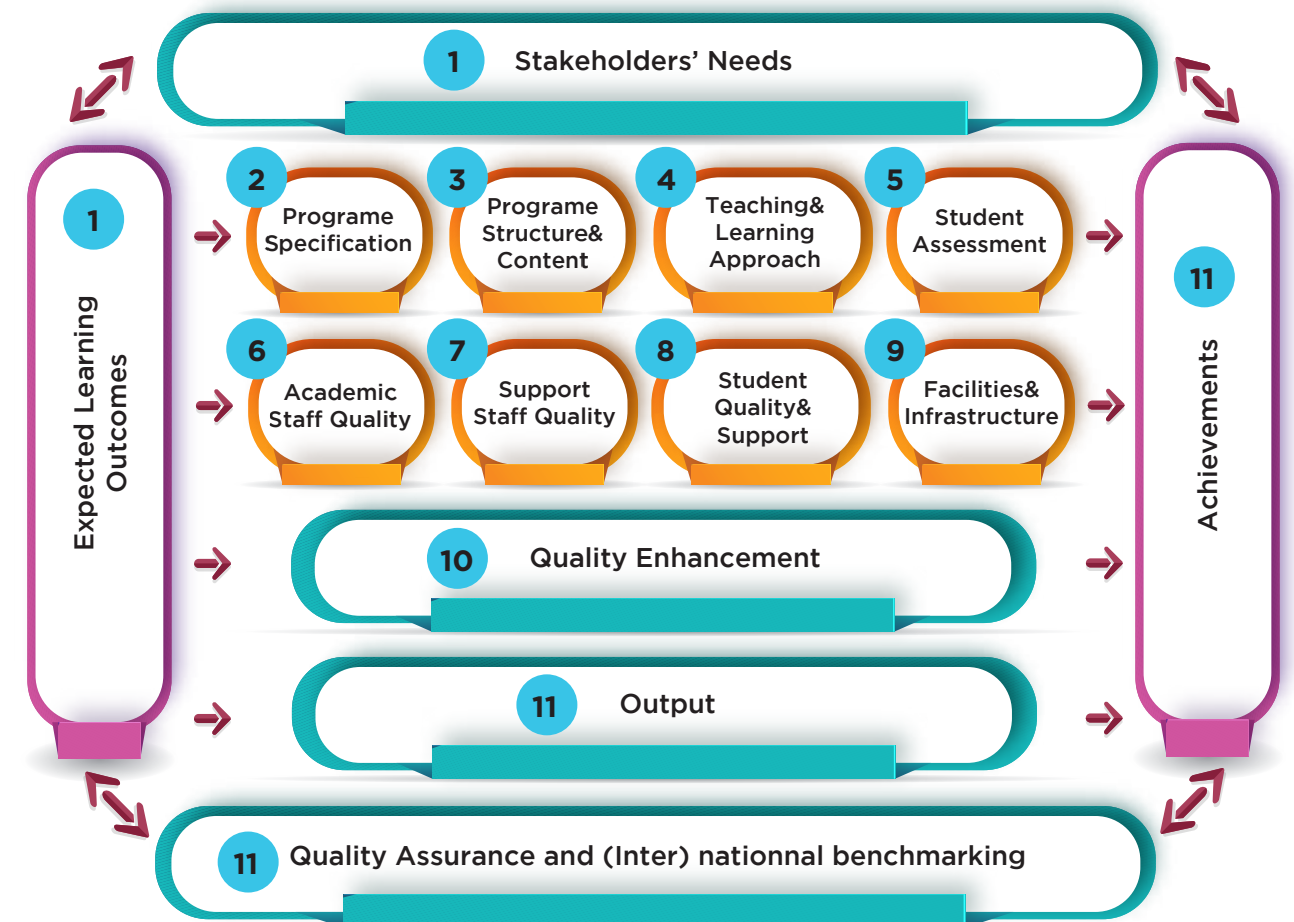 1
Stakeholders’ Needs
1
Expected Learning
Outcomes
2
Programe
Specification
3
Programe
Structure&
Content
4
Teaching&
Learning
Approach
5
Student
Assessment
6
Academic
Staff Quality
7
Support
Staff Quality
8
Student
Quality&
Support
9
Facilities&
Infrastructure
10
Quality Enhancement
11
Output
11
Achievements
11
Quality Assurance and (Inter) nationnal benchmarking